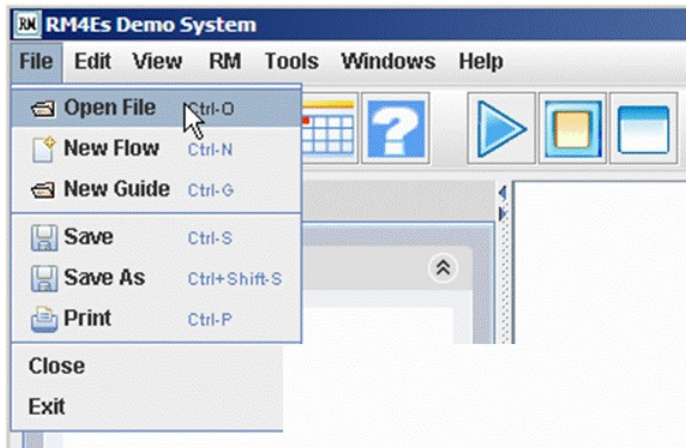 RM RM4Es Demo System
File Edit View RM Tools Windows Help
Open File Ctrl-O
New Flow Ctrl-N
New Guide Ctrl-G
Save Ctrl-S
Save As Ctrl+Shift-S
Print Ctrl-P
Close
Exit